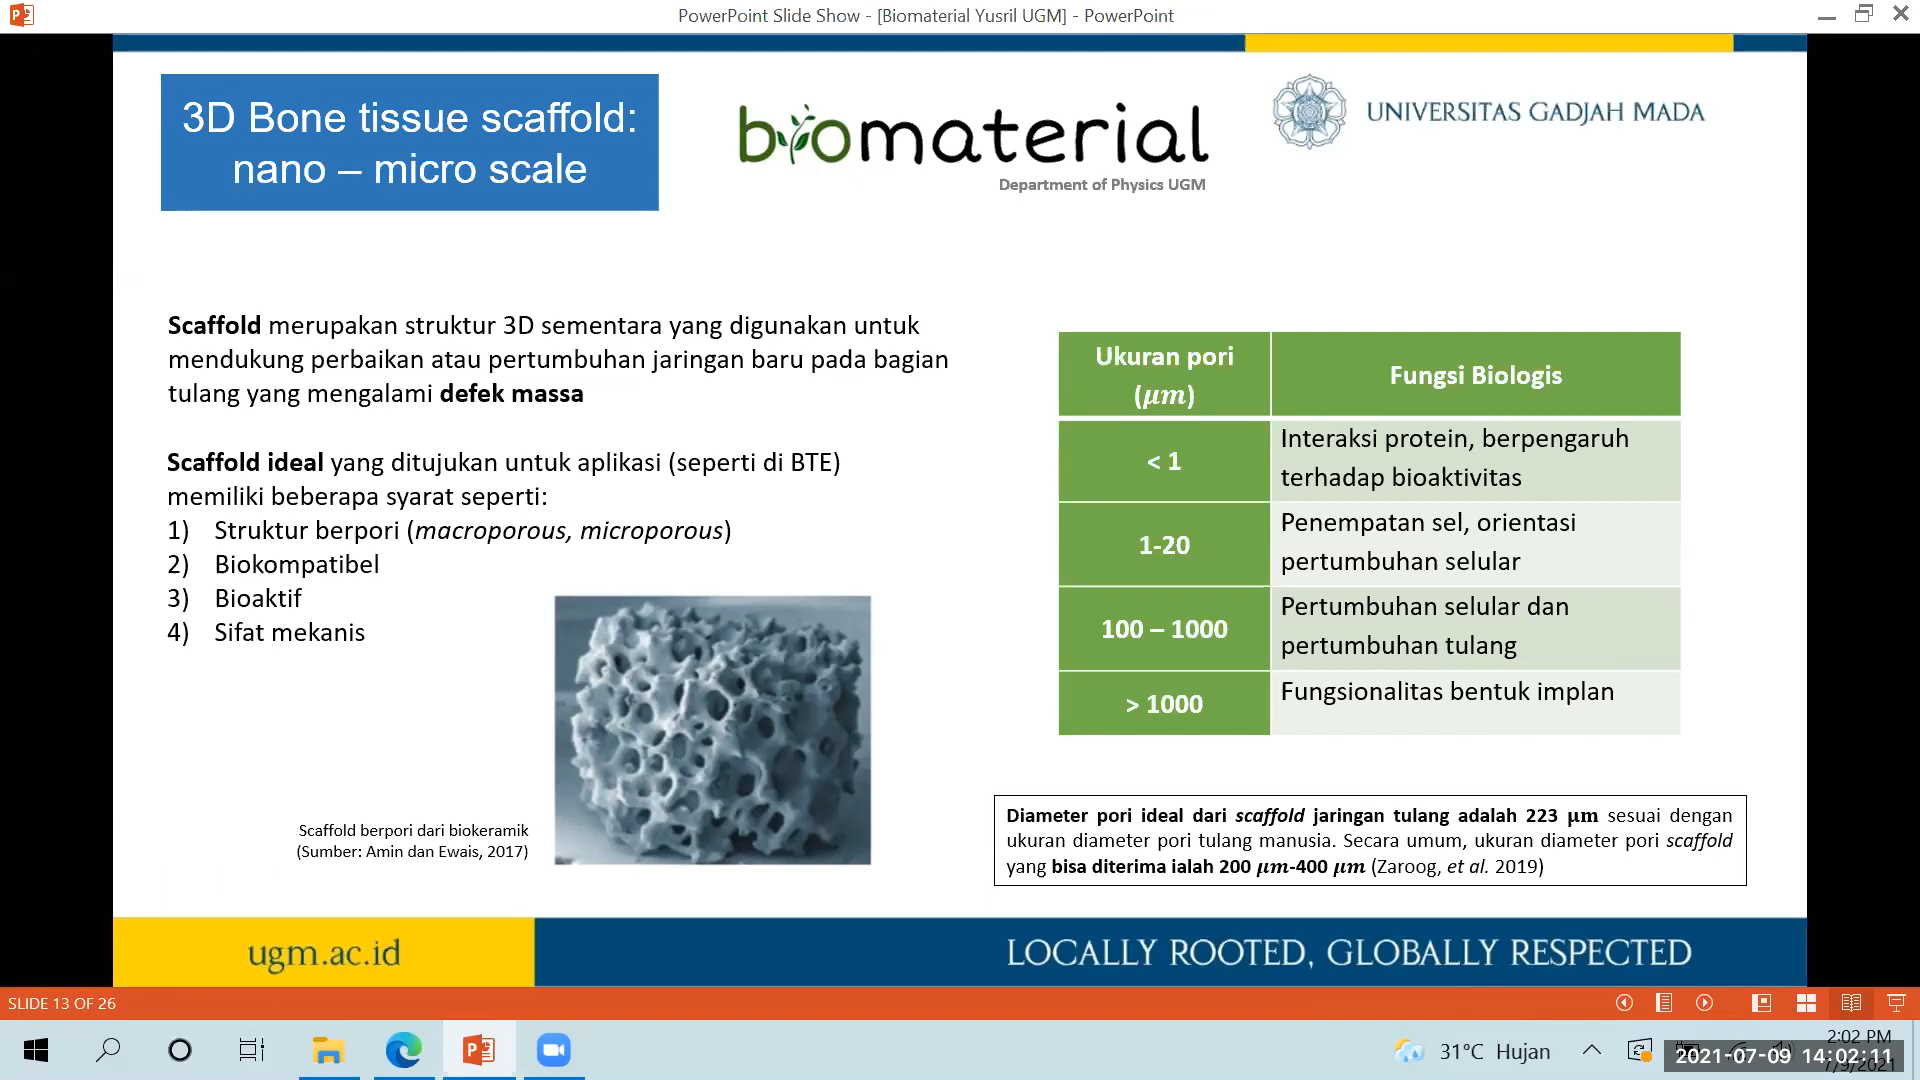 PowerPoint Slide Show - [Biomaterial Yusril UGM] - PowerPoint
3D Bone tissue scaffold:
nano – micro scale
biomaterial
Department of Physics UGM
UNIVERSITAS GADJAH MADA
Scaffold merupakan struktur 3D sementara yang digunakan untuk
mendukung perbaikan atau pertumbuhan jaringan baru pada bagian
tulang yang mengalami defek massa
Scaffold ideal yang ditujukan untuk aplikasi (seperti di BTE)
memiliki beberapa syarat seperti:
1) Struktur berpori (macroporous, microporous)
2) Biokompatibel
3) Bioaktif
4) Sifat mekanis
Scaffold berpori dari biokeramik
(Sumber: Amin dan Ewais, 2017)
Ukuran pori
(μm)
Fungsi Biologis
< 1
Interaksi protein, berpengaruh
terhadap bioaktivitas
1-20
Penempatan sel, orientasi
pertumbuhan selular
100 – 1000
Pertumbuhan selular dan
pertumbuhan tulang
> 1000
Fungsionalitas bentuk implan
Diameter pori ideal dari scaffold jaringan tulang adalah 223 μm sesuai dengan
ukuran diameter pori tulang manusia. Secara umum, ukuran diameter pori scaffold
yang bisa diterima ialah 200 μm-400 μm (Zaroog, et al. 2019)
ugm.ac.id
LOCALLY ROOTED, GLOBALLY RESPECTED
SLIDE 13 OF 26
31°C Hujan
2:02 PM
7/9/2021
2021-07-09 14:02:11